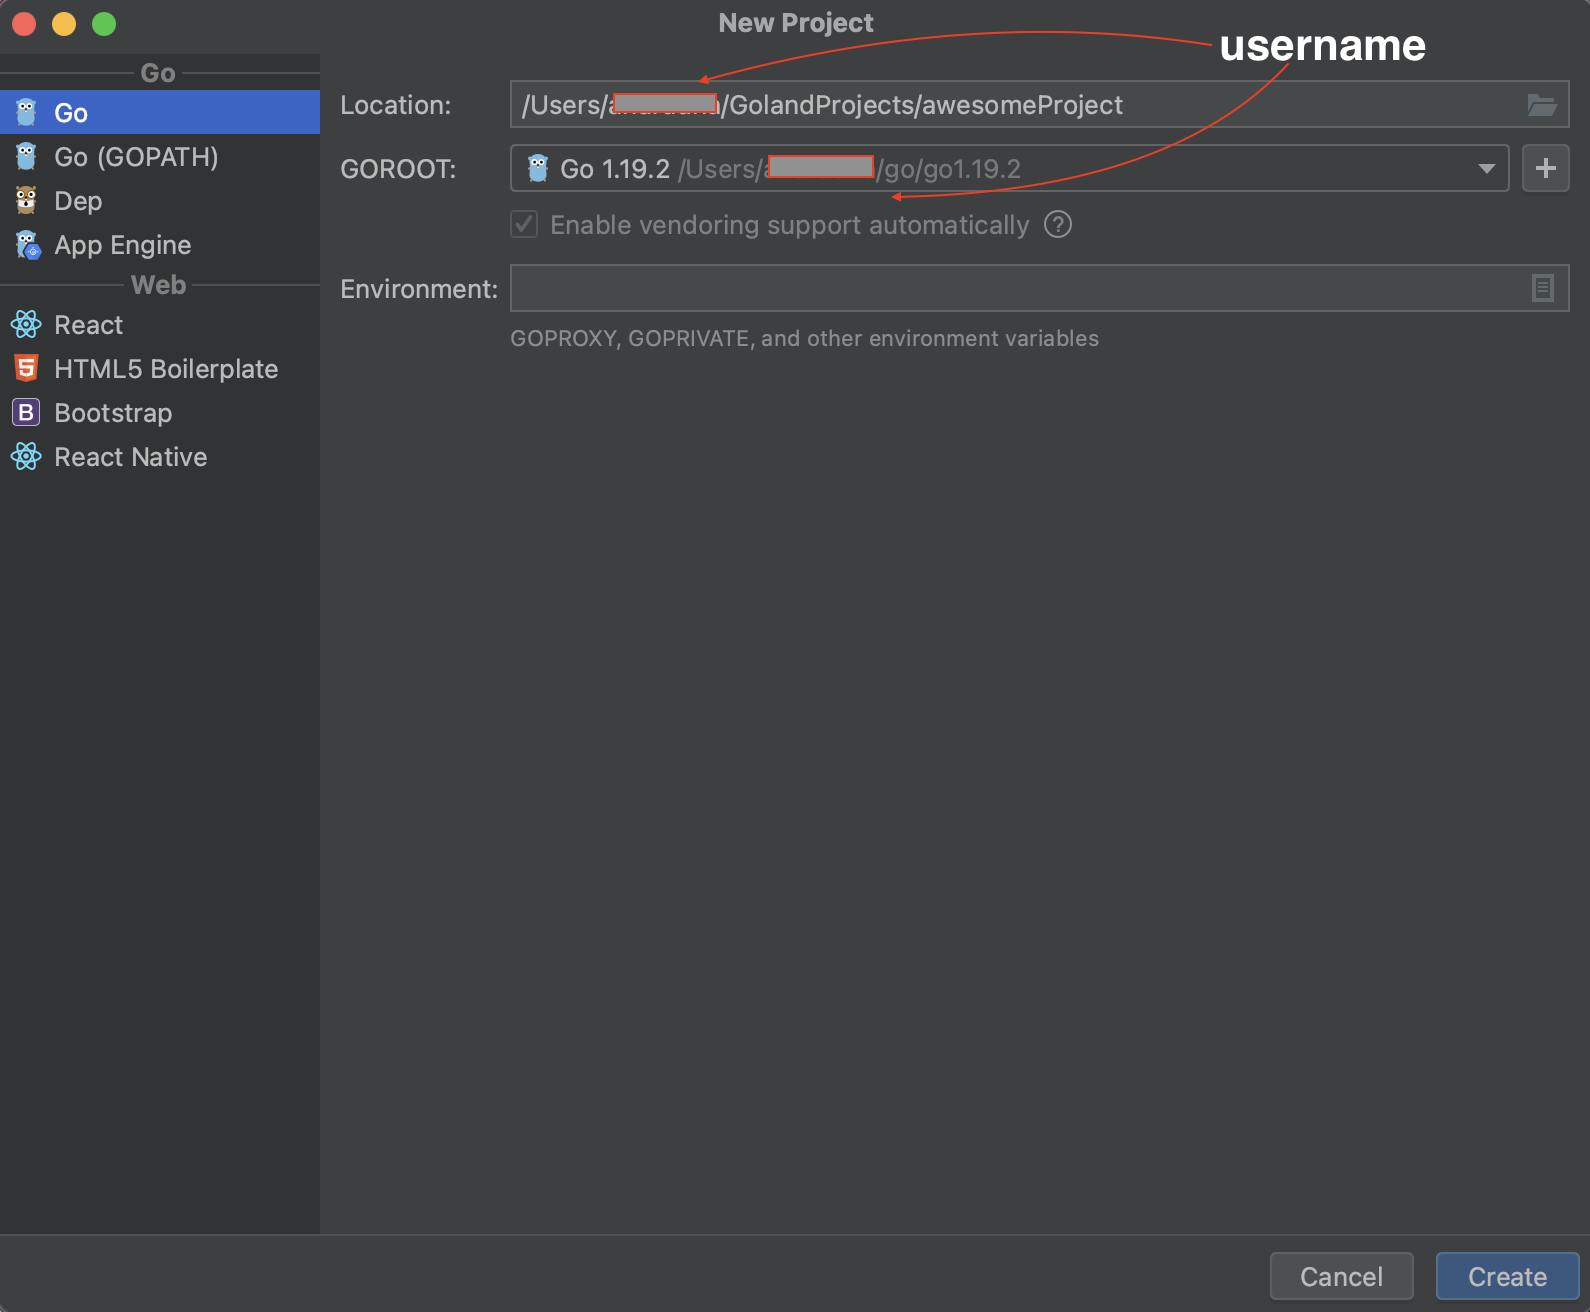 New Project
username
Go
Go
Go (GOPATH)
Dep
App Engine
Web
React
HTML5 Boilerplate
Bootstrap
React Native
Location: /Users/ /GolandProjects/awesomeProject
GOROOT: Go 1.19.2 /Users/ /go/go1.19.2
Enable vendoring support automatically ?
Environment:
GOPROXY, GOPRIVATE, and other environment variables
Cancel Create